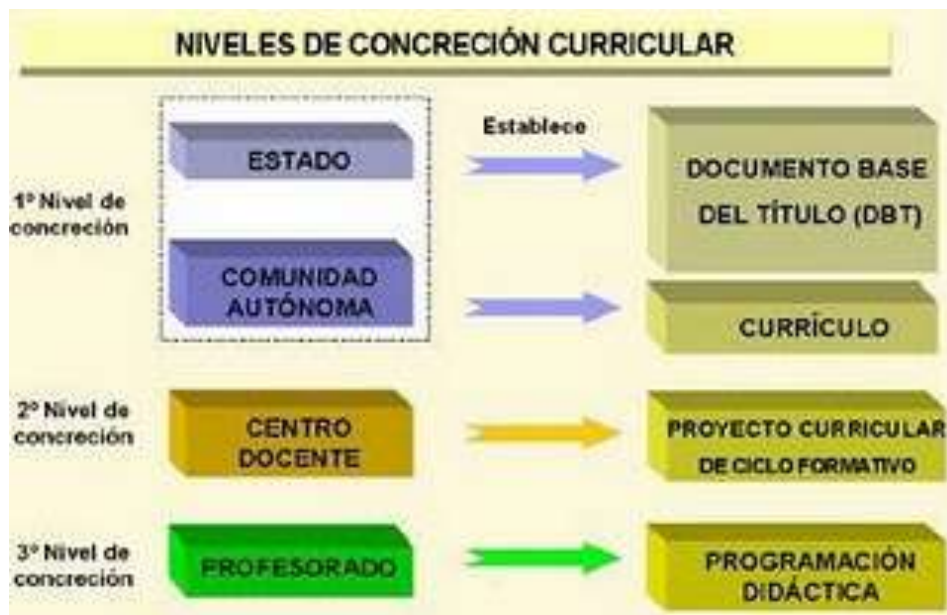 NIVELES DE CONCRECIÓN CURRICULAR
1º Nivel de
concreción
ESTADO
Establece
DOCUMENTO BASE
DEL TÍTULO (DBT)
COMUNIDAD
AUTÓNOMA
CURRÍCULO
2º Nivel de
concreción
CENTRO
DOCENTE
PROYECTO CURRICULAR
DE CICLO FORMATIVO
3º Nivel de
concreción
PROFESORADO
PROGRAMACIÓN
DIDÁCTICA